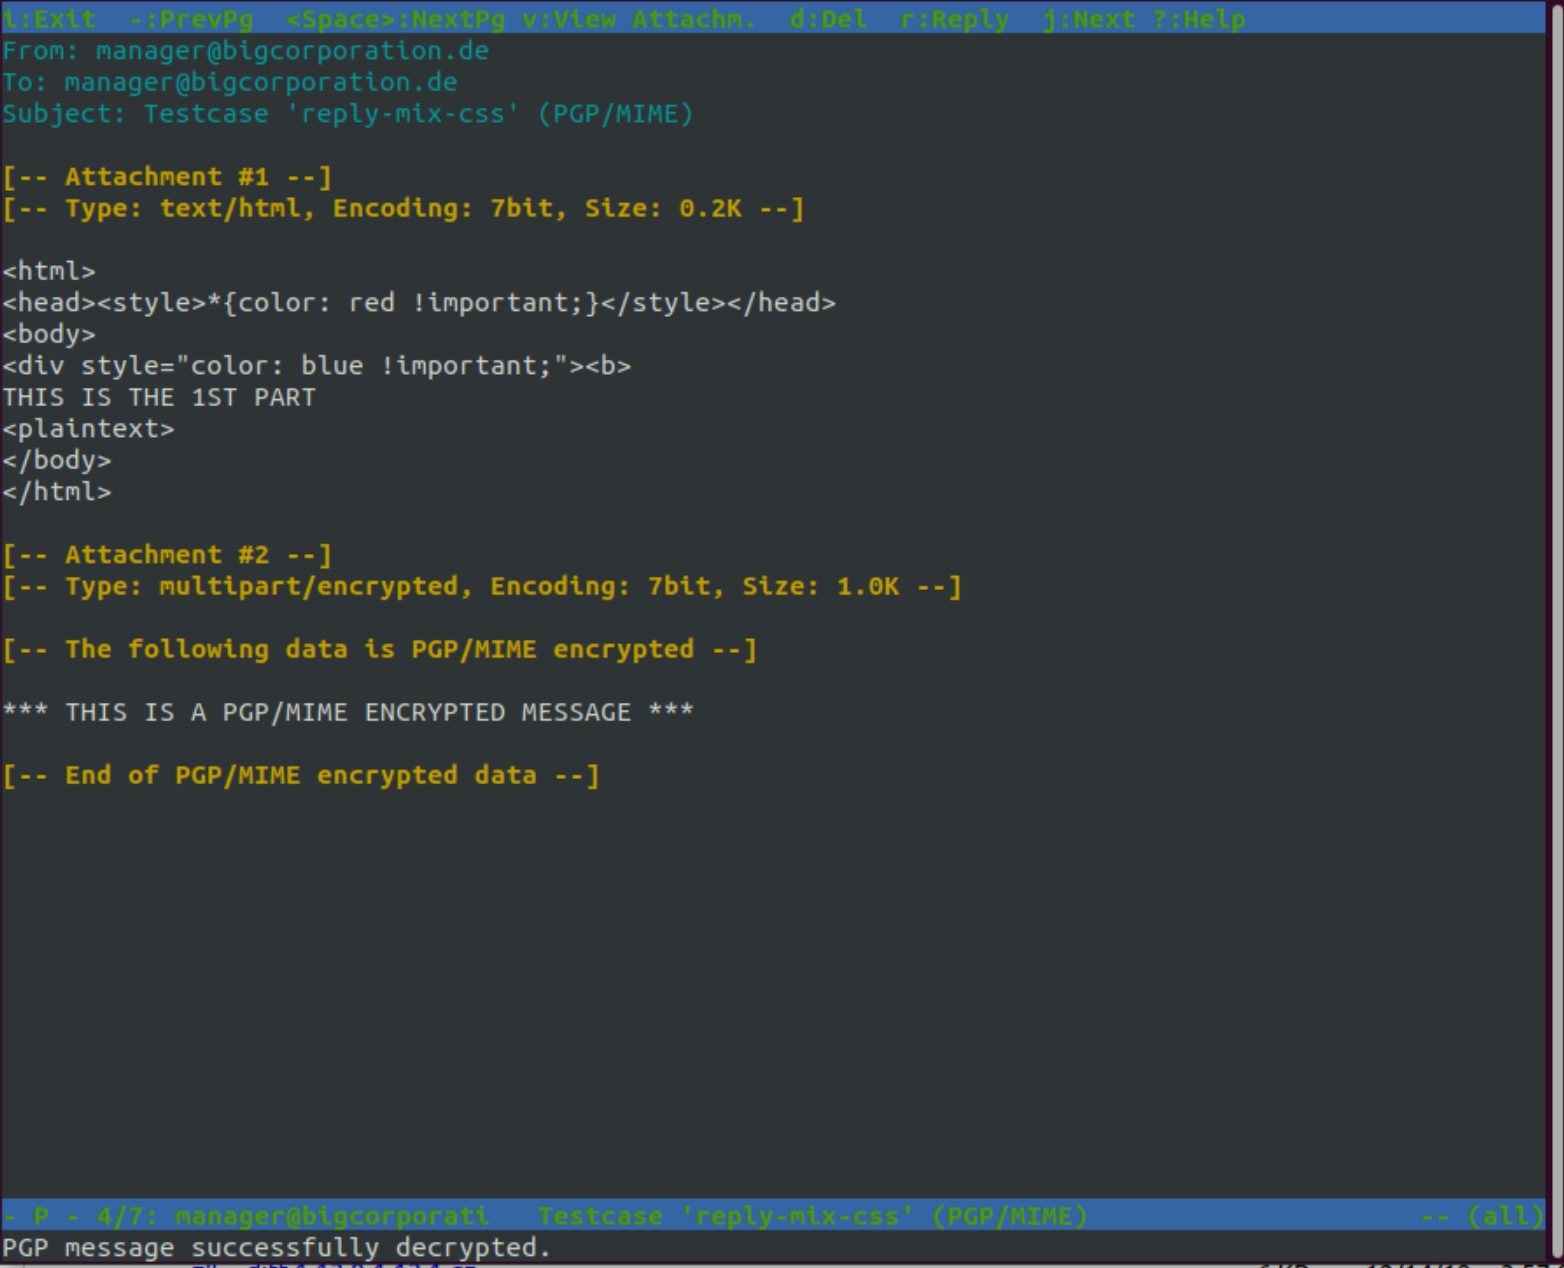 i:Exit  -:PrevPg  <Space>:NextPg v:View Attachm.  d:Del  r:Reply  j:Next ?:Help
From: manager@bigcorporation.de
To: manager@bigcorporation.de
Subject: Testcase 'reply-mix-css' (PGP/MIME)
[-- Attachment #1 --]
[-- Type: text/html, Encoding: 7bit, Size: 0.2K --]
<html>
<head><style>*{color: red !important;}</style></head>
<body>
<div style="color: blue !important;"><b>
THIS IS THE 1ST PART
<plaintext>
</body>
</html>
[-- Attachment #2 --]
[-- Type: multipart/encrypted, Encoding: 7bit, Size: 1.0K --]
[-- The following data is PGP/MIME encrypted --]
*** THIS IS A PGP/MIME ENCRYPTED MESSAGE ***
[-- End of PGP/MIME encrypted data --]
- P - 4/7: manager@bigcorporati   Testcase 'reply-mix-css' (PGP/MIME)                     -- (all)
PGP message successfully decrypted.